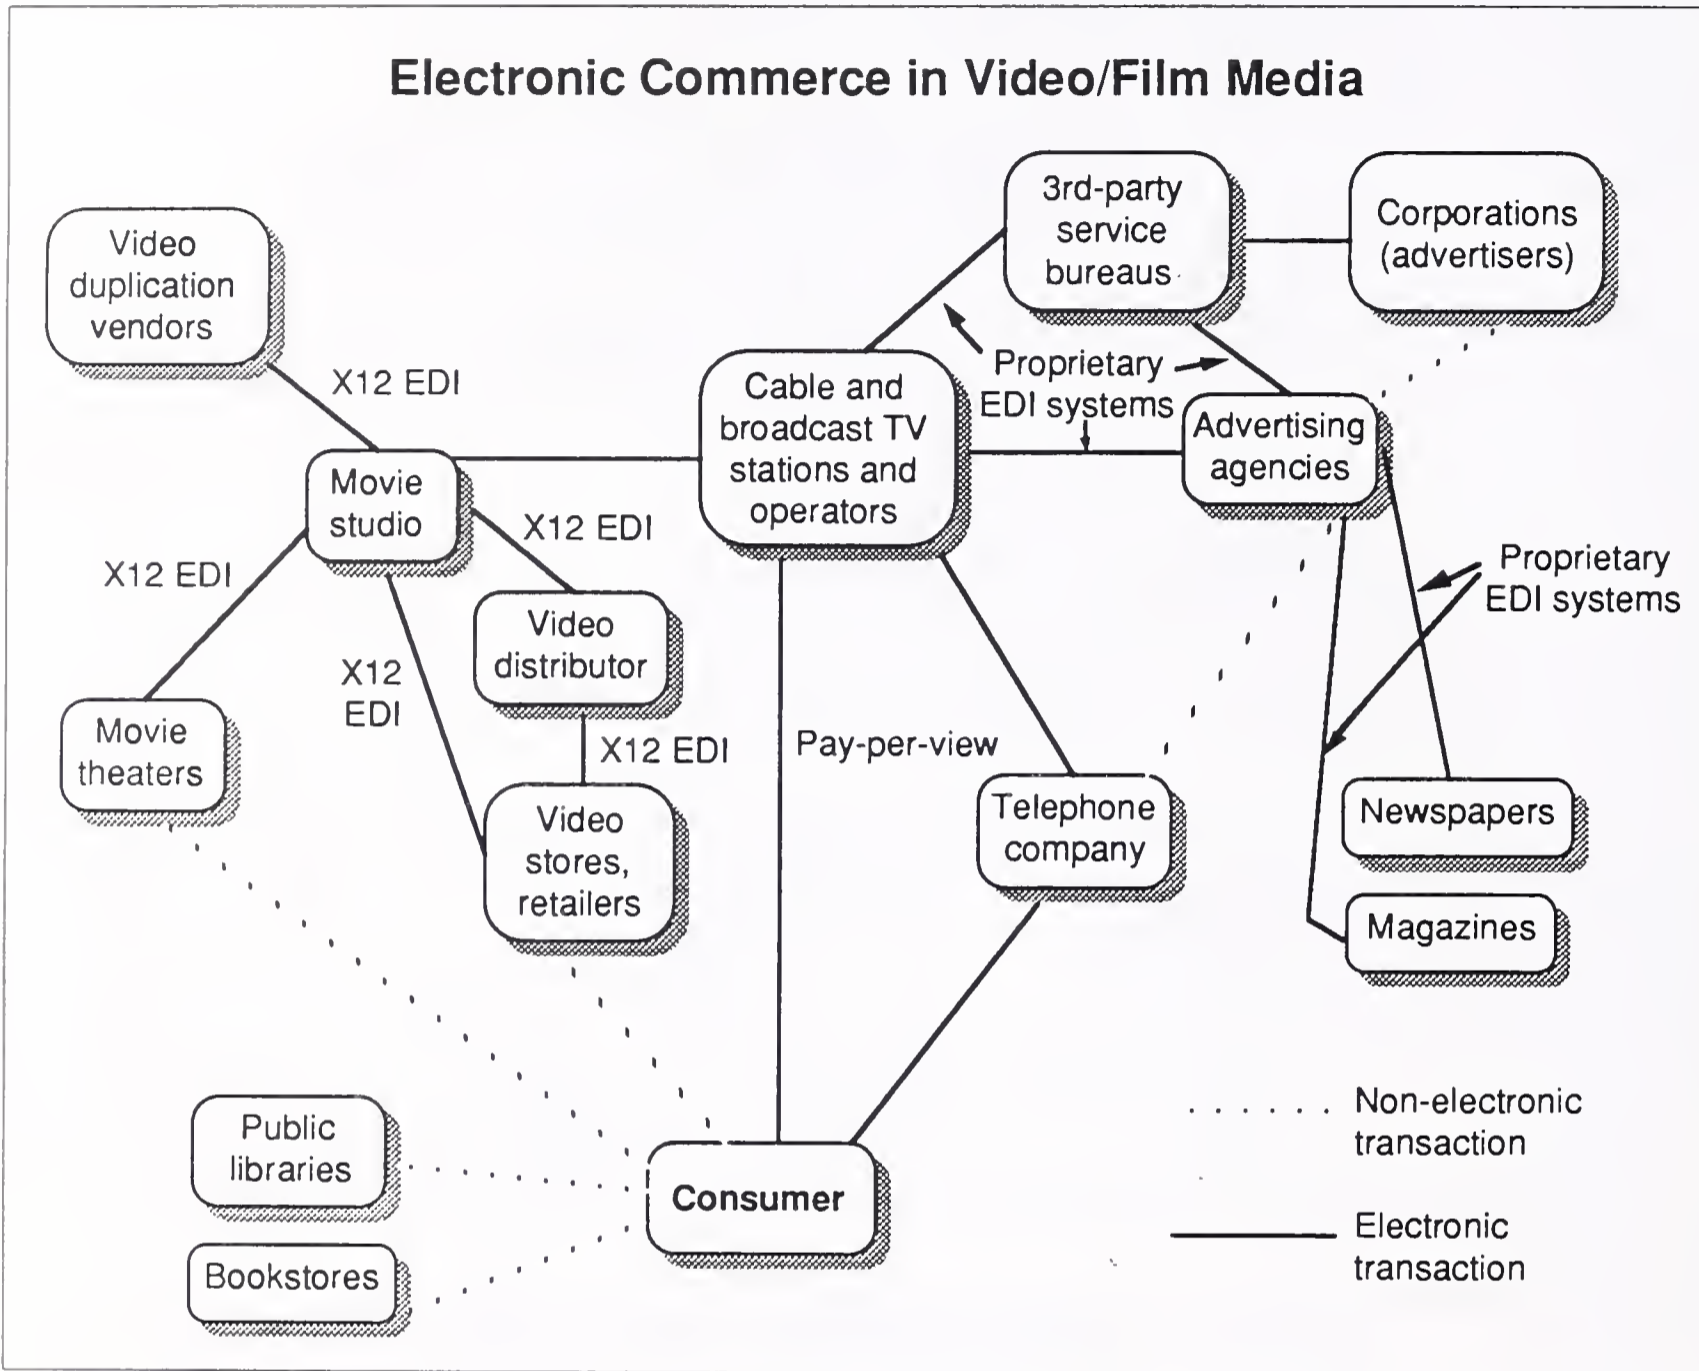 Electronic Commerce in Video/Film Media
3rd-party
service
bureaus
Corporations
(advertisers)
Video
duplication
vendors
X12 EDI
Proprietary
EDI systems
Cable and
broadcast TV
stations and
operators
Advertising
agencies
Movie
studio
X12 EDI
X12 EDI
Proprietary
EDI systems
Video
distributor
X12
EDI
X12 EDI
Pay-per-view
Movie
theaters
Video
stores,
retailers
Telephone
company
Newspapers
Magazines
Public
libraries
Consumer
Bookstores
Non-electronic
transaction
Electronic
transaction